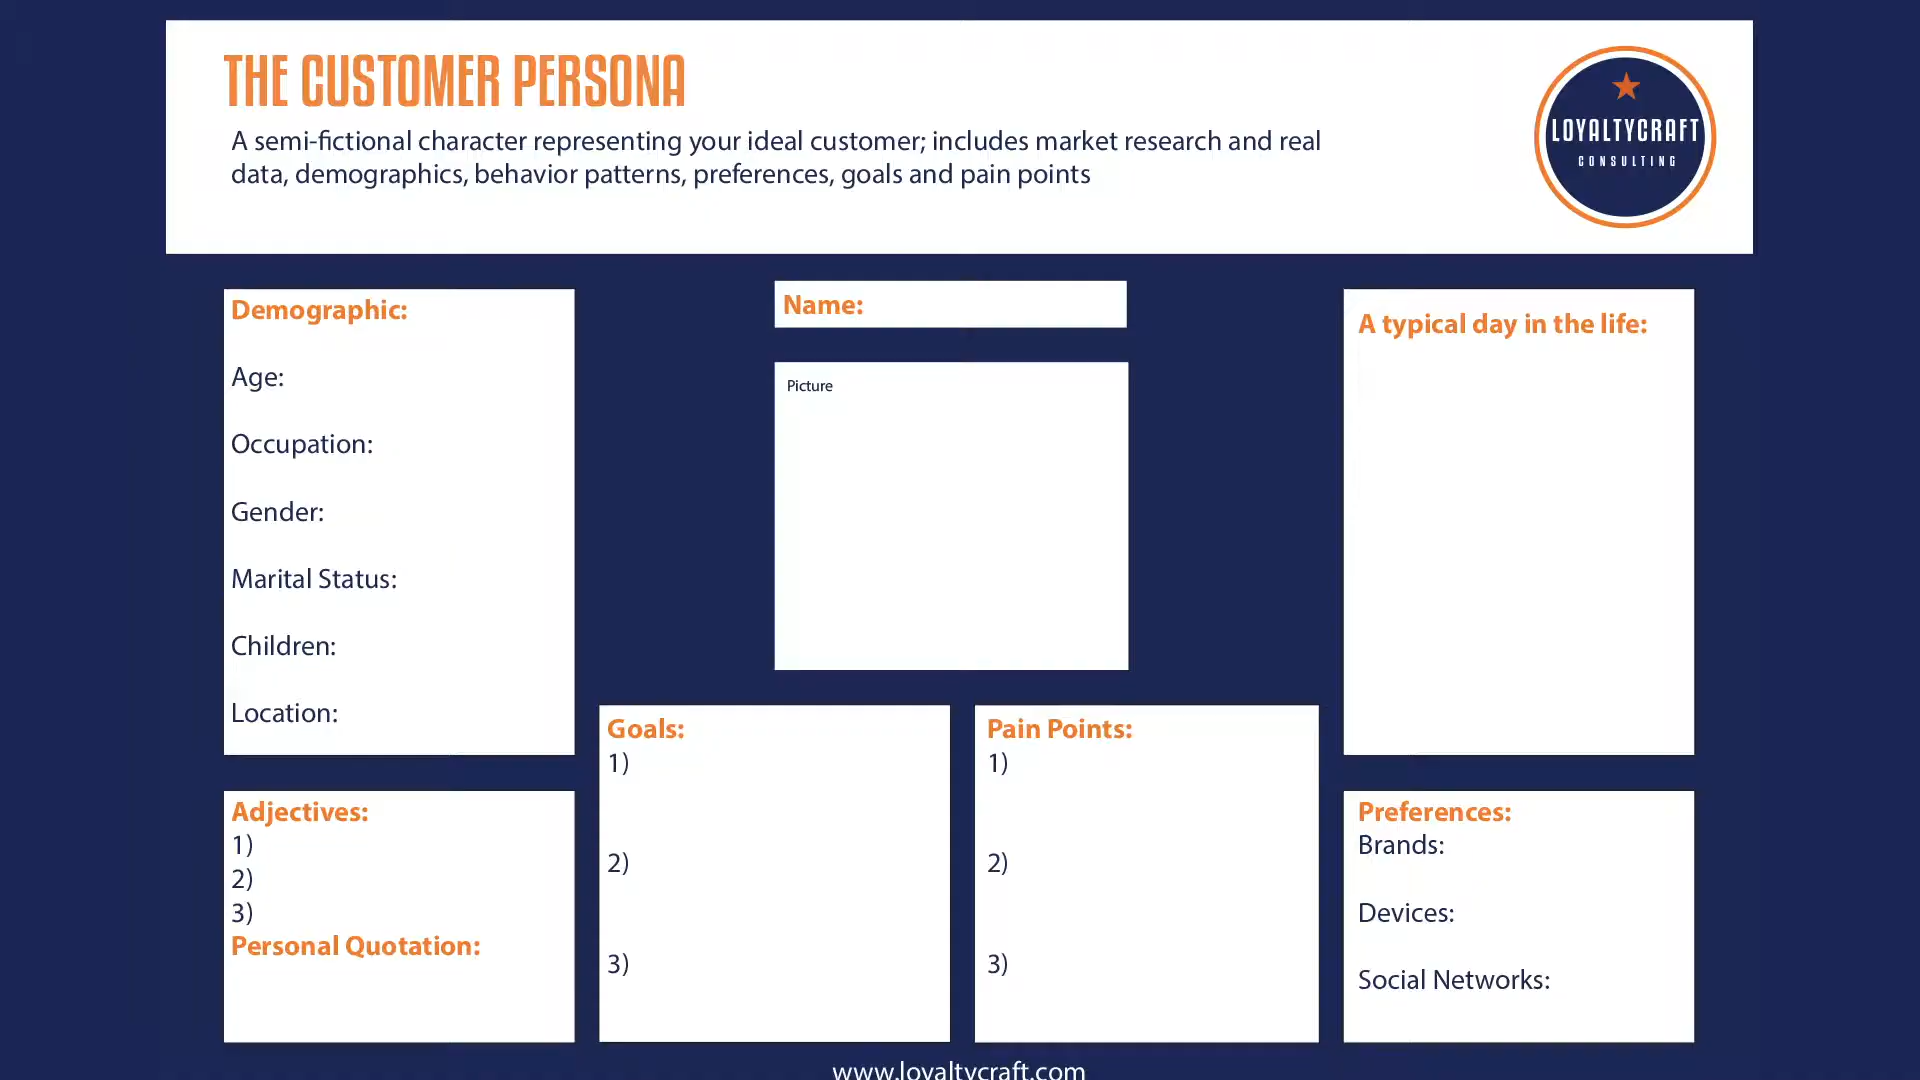 THE CUSTOMER PERSONA
A semi-fictional character representing your ideal customer; includes market research and real
data, demographics, behavior patterns, preferences, goals and pain points
LOYALTYCRAFT
CONSULTING
Demographic:
Age:
Occupation:
Gender:
Marital Status:
Children:
Location:
Name:
Picture
A typical day in the life:
Adjectives:
1)
2)
3)
Personal Quotation:
Goals:
1)
2)
3)
Pain Points:
1)
2)
3)
Preferences:
Brands:
Devices:
Social Networks:
www.loyaltycraft.com